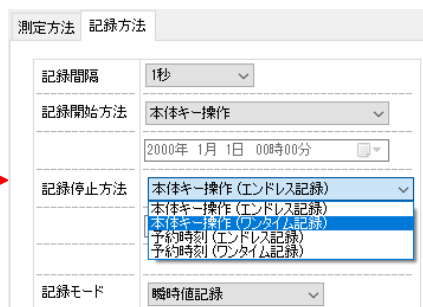 測定方法 記録方法
記録間隔 1秒
記録開始方法 本体キー操作
2000年 1月 1日 00時00分
記録停止方法 本体キー操作 (エンドレス記録)
本体キー操作 (エンドレス記録)
本体キー操作 (ワンタイム記録)
予約時刻 (エンドレス記録)
予約時刻 (ワンタイム記録)
記録モード 瞬時値記録